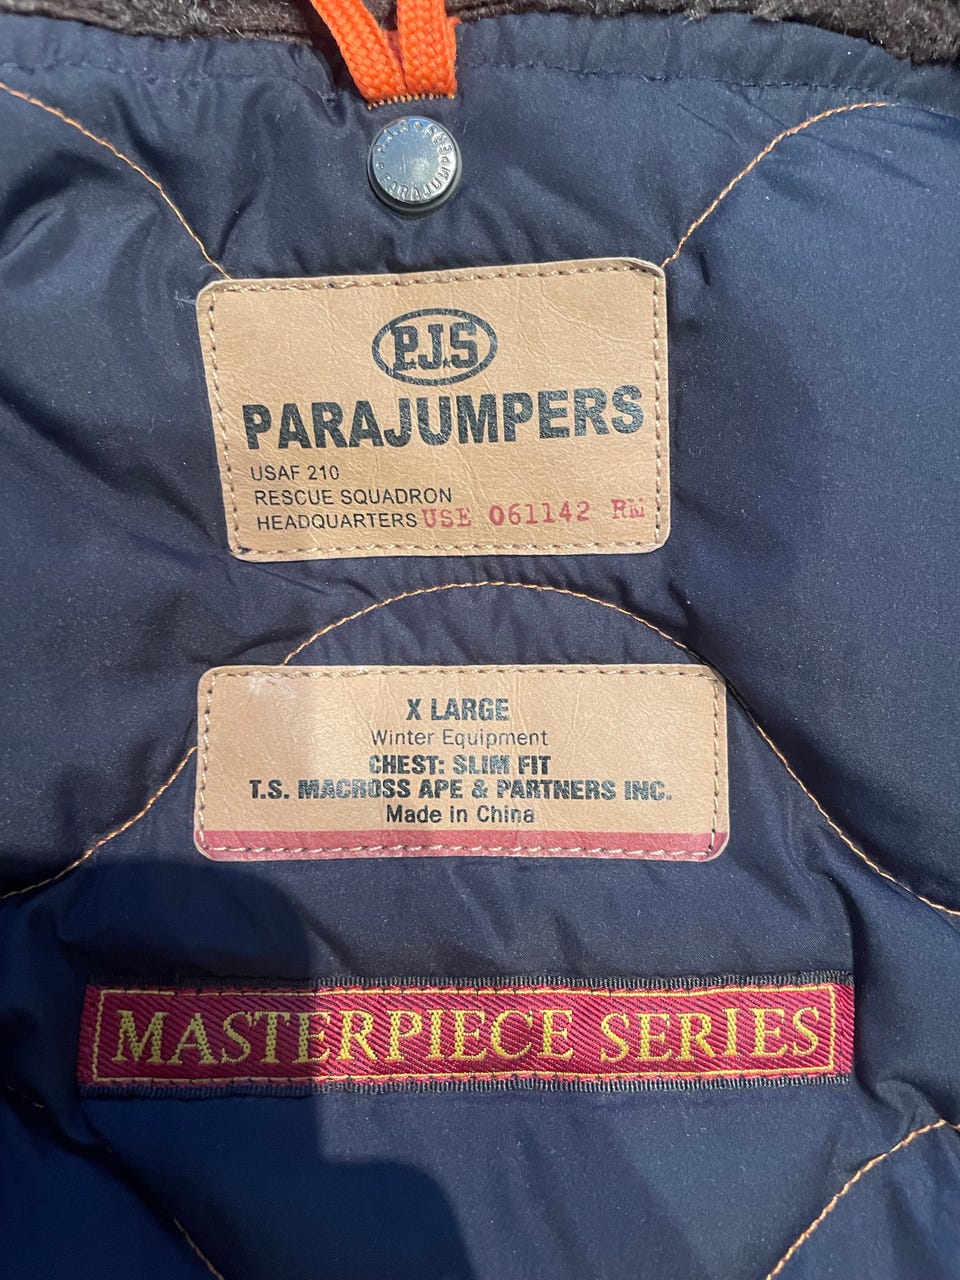 P.J.S PARAJUMPERS
P.J.S
PARAJUMPERS
USAF 210
RESCUE SQUADRON
HEADQUARTERS USE 061142 RM
X LARGE
Winter Equipment
CHEST: SLIM FIT
T.S. MACROSS APE & PARTNERS INC.
Made in China
MASTERPIECE SERIES